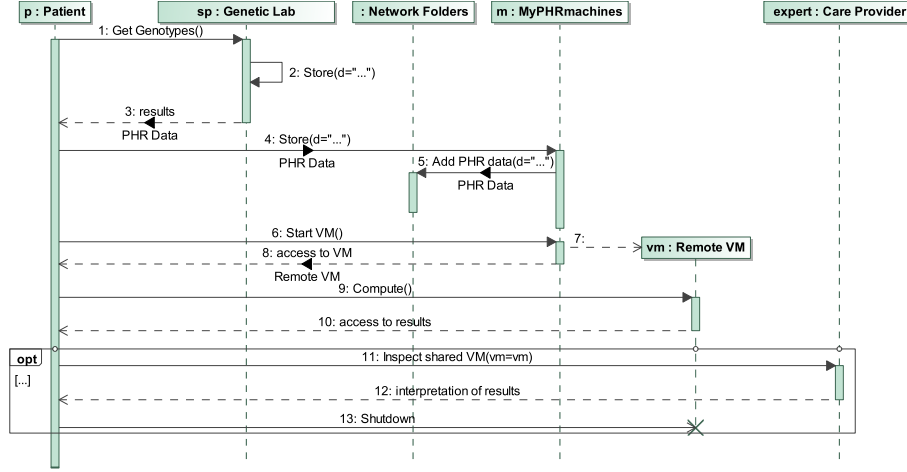 p : Patient
sp : Genetic Lab
: Network Folders
m : MyPHRmachines
expert : Care Provider
1: Get Genotypes()
2: Store(d="...")
3: results
PHR Data
4: Store(d="...")
PHR Data
5: Add PHR data(d="...")
PHR Data
6: Start VM()
7:
vm : Remote VM
8: access to VM
Remote VM
9: Compute()
10: access to results
opt
11: Inspect shared VM(vm=vm)
[...]
12: interpretation of results
13: Shutdown